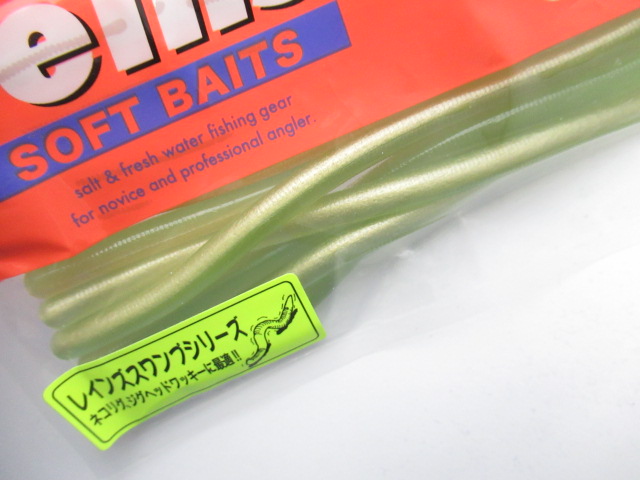 SOFT BAITS
salt & fresh water fishing gear
for novice and professional angler.
レインズスワンプシリーズ
ネコリグ、ジグヘッドワッキーに最適!!